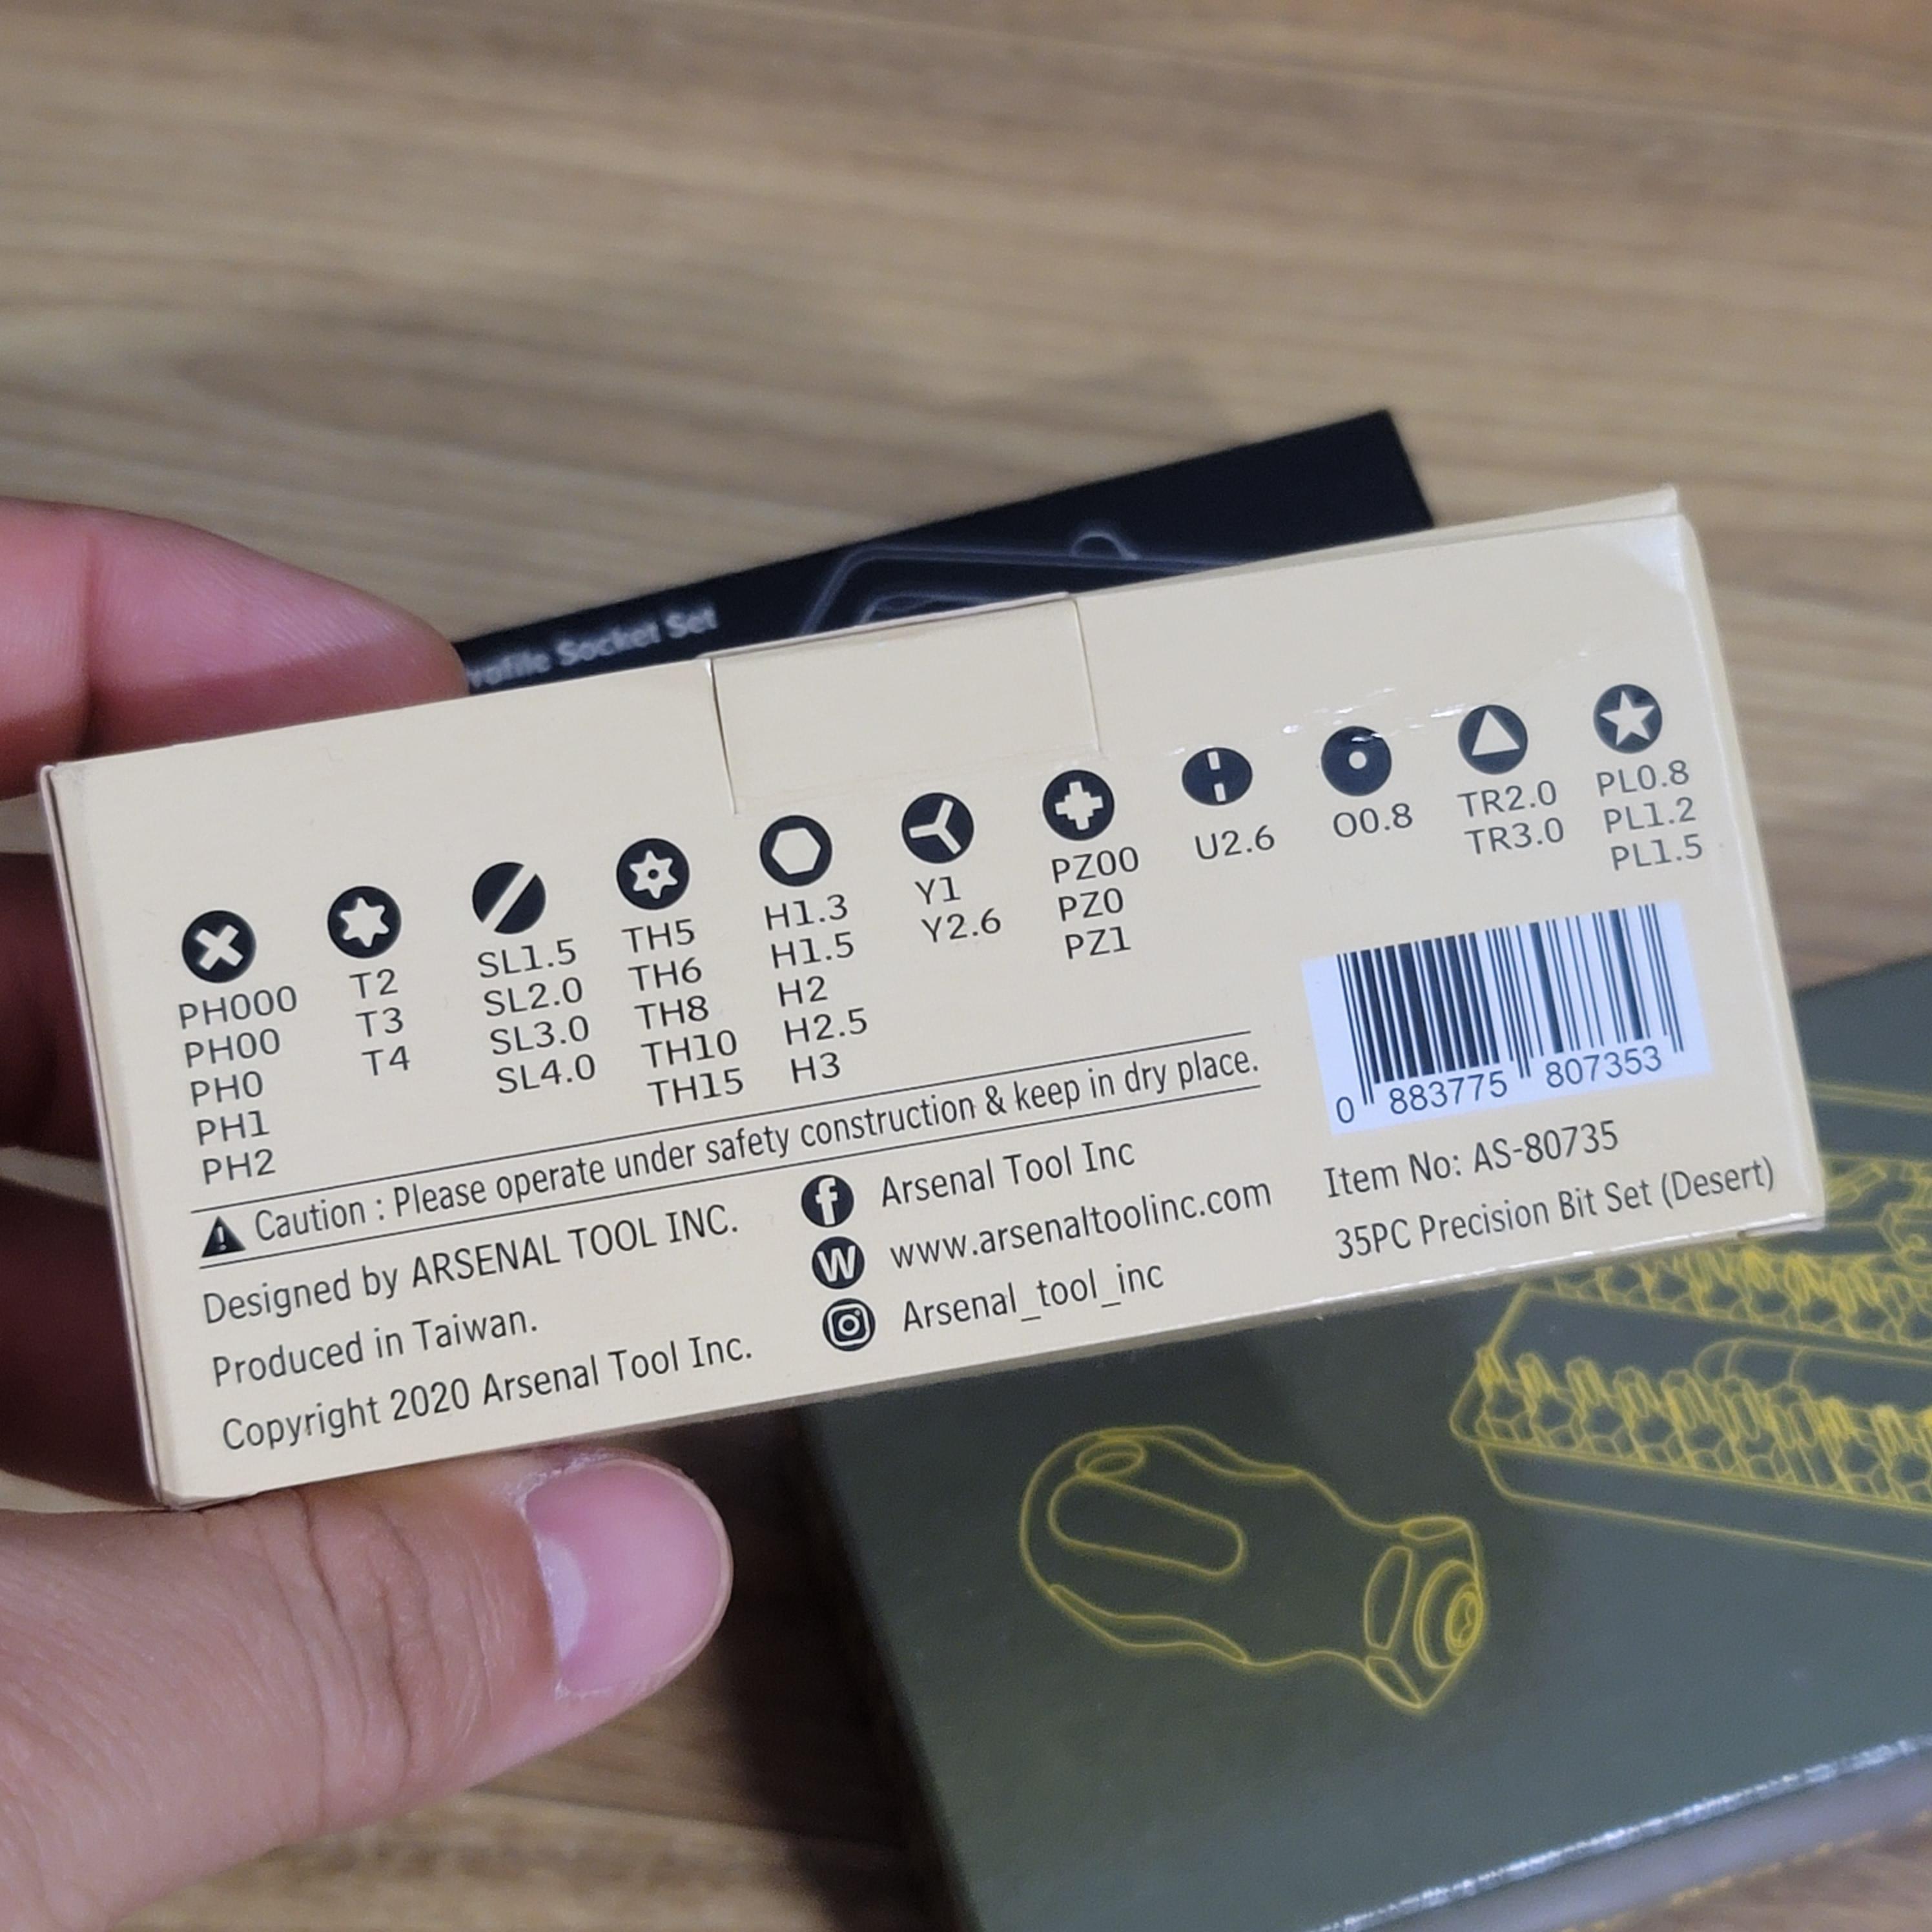 Profile Socket Set
PH000
PH00
PH0
PH1
PH2
T2
T3
T4
SL1.5
SL2.0
SL3.0
SL4.0
TH5
TH6
TH8
TH10
TH15
H1.3
H1.5
H2
H2.5
H3
Y1
Y2.6
PZ00
PZ0
PZ1
U2.6
O0.8
TR2.0
TR3.0
PL0.8
PL1.2
PL1.5
Caution : Please operate under safety construction & keep in dry place.
Designed by ARSENAL TOOL INC.
Produced in Taiwan.
Copyright 2020 Arsenal Tool Inc.
f Arsenal Tool Inc
W www.arsenaltoolinc.com
Arsenal_tool_inc
0 883775 807353
Item No: AS-80735
35PC Precision Bit Set (Desert)